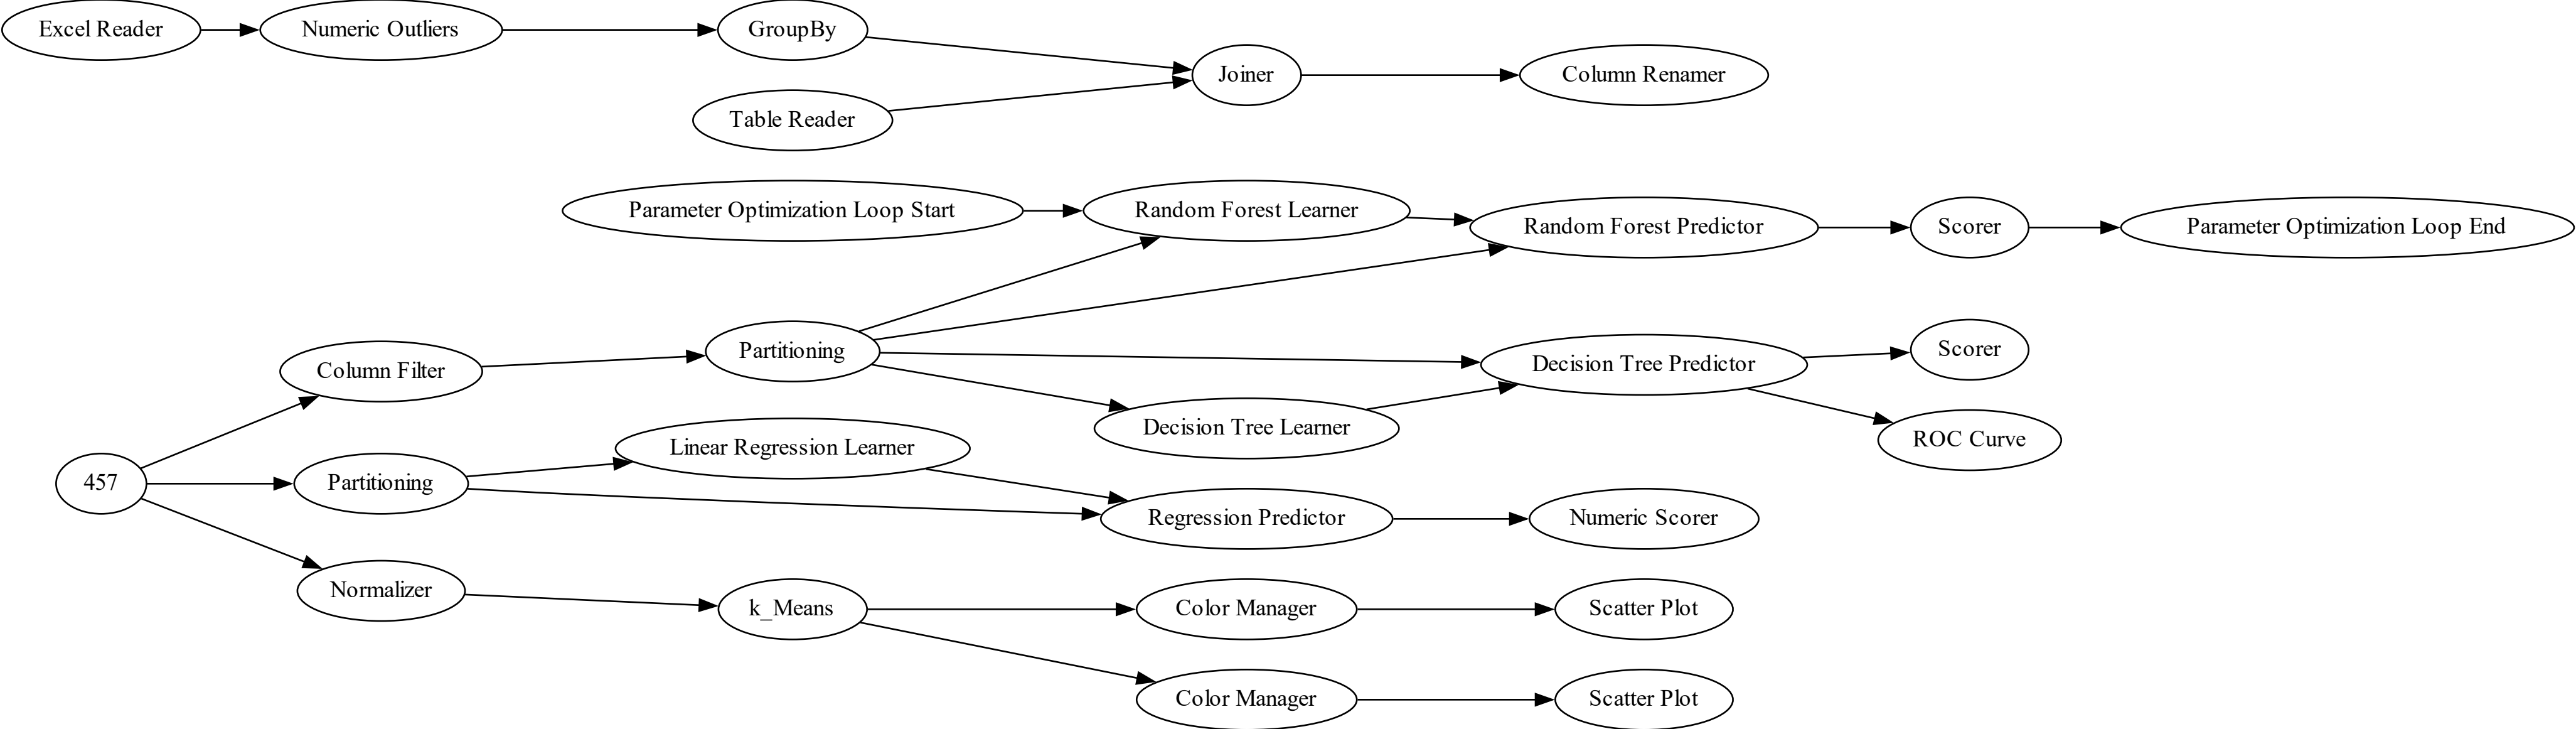 Excel Reader
Numeric Outliers
GroupBy
Joiner
Column Renamer
Table Reader
Parameter Optimization Loop Start
Random Forest Learner
Random Forest Predictor
Scorer
Parameter Optimization Loop End
Column Filter
Partitioning
Decision Tree Predictor
Scorer
Decision Tree Learner
ROC Curve
457
Partitioning
Linear Regression Learner
Regression Predictor
Numeric Scorer
Normalizer
k_Means
Color Manager
Scatter Plot
Color Manager
Scatter Plot